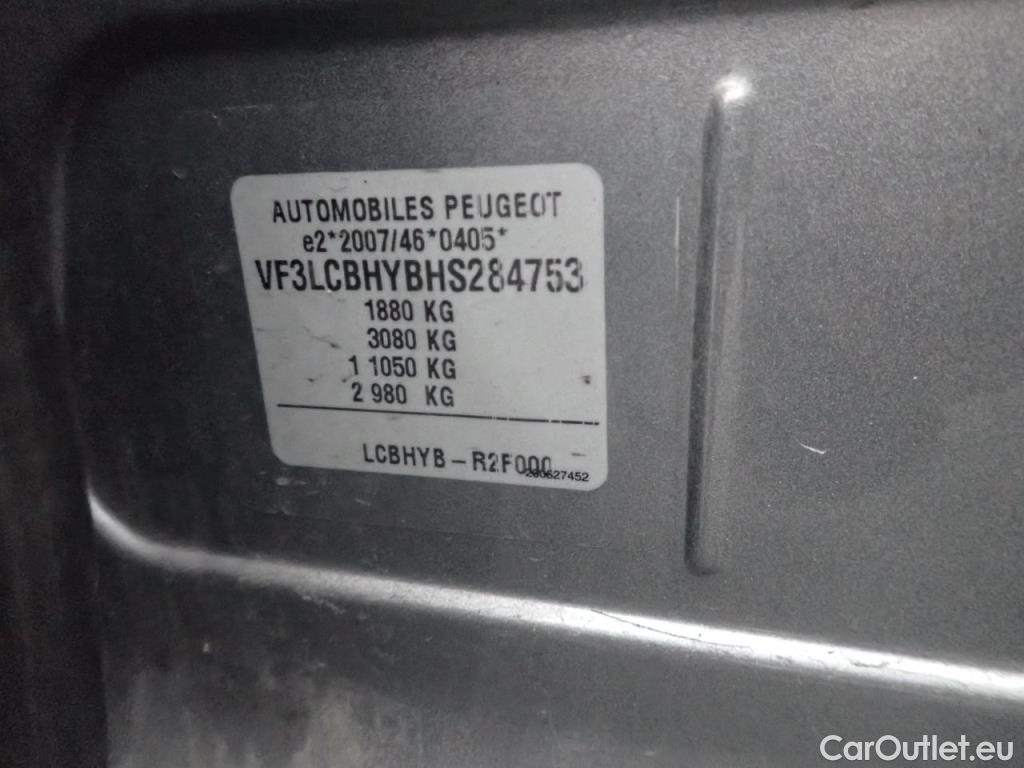 AUTOMOBILES PEUGEOT
e2*2007/46*0405*
VF3LCBHYBHS284753
1880 KG
3080 KG
1 1050 KG
2 980 KG
LCBHYB – R2F000
200627452
CarOutlet.eu